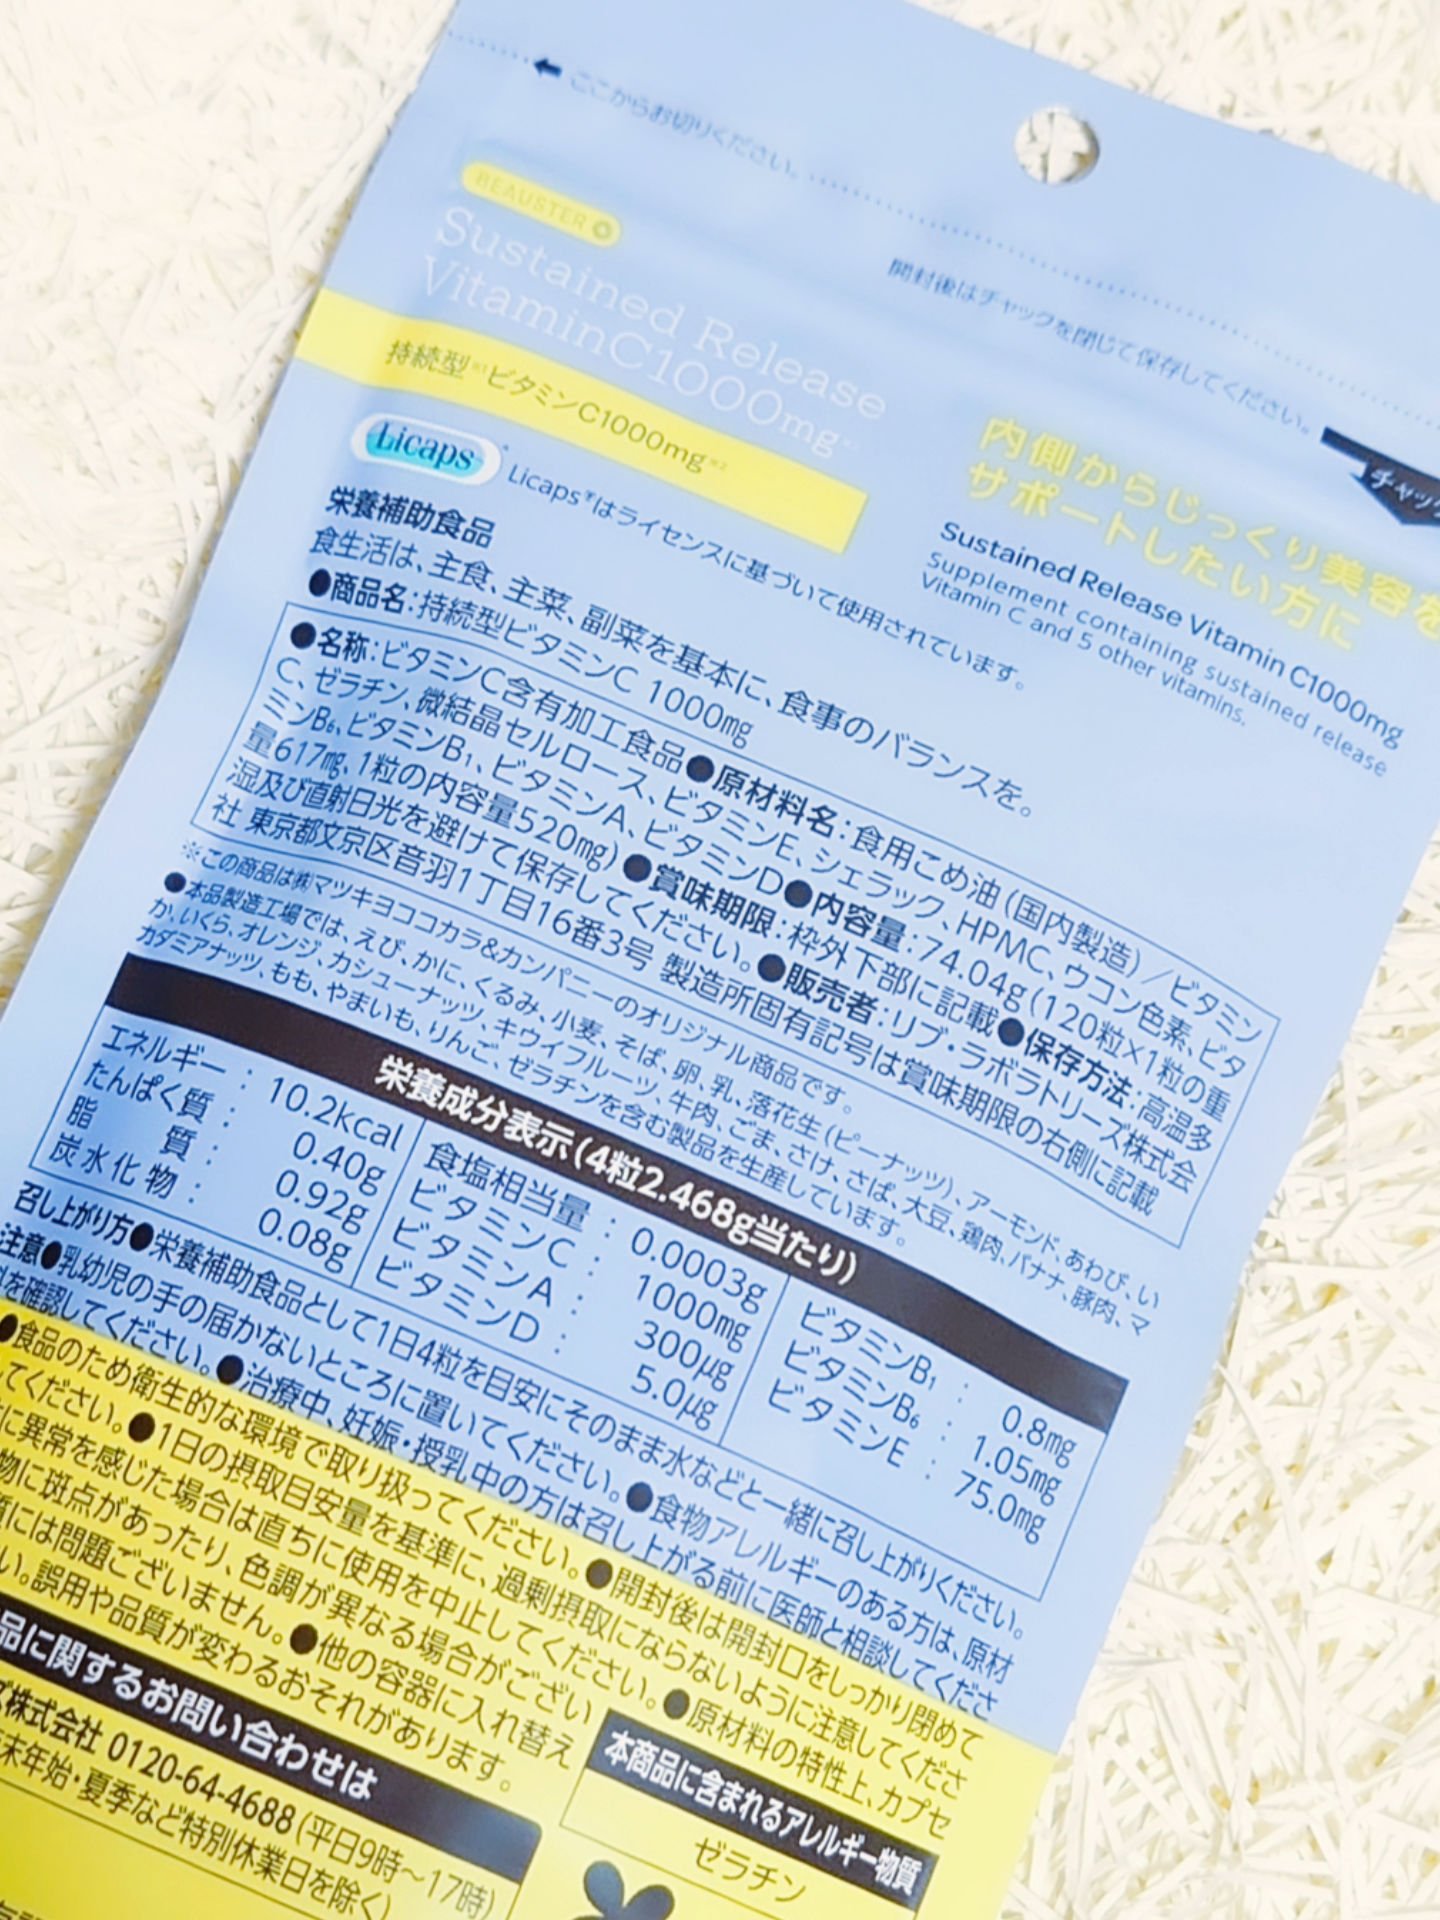 ここからお切りください。
BEAUSTER
Sustained Release
VitaminC1000mg
開封後はチャックを閉じて保存してください。
チャック
持続型※1ビタミンC1000mg※2
内側からじっくり美容を
サポートしたい方に
Sustained Release Vitamin C1000mg
Supplement containing sustained release
Vitamin C and 5 other vitamins.
Licaps
Licaps®はライセンスに基づいて使用されています。
栄養補助食品
食生活は、主食、主菜、副菜を基本に、食事のバランスを。
●商品名：持続型ビタミンC 1000㎎
●名称：ビタミンC含有加工食品●原材料名：食用こめ油（国内製造）／ビタミン
C、ゼラチン、微結晶セルロース、ビタミンE、シェラック、HPMC、ウコン色素、ビタ
ミンB₆、ビタミンB₁、ビタミンA、ビタミンD●内容量：74.04g（120粒×1粒の重
量617㎎、1粒の内容量520㎎）●賞味期限：枠外下部に記載●保存方法：高温多
湿及び直射日光を避けて保存してください。●販売者：リブ・ラボラトリーズ株式会
社 東京都文京区音羽1丁目16番3号 製造所固有記号は賞味期限の右側に記載
※この商品は㈱マツキヨココカラ&カンパニーのオリジナル商品です。
●本品製造工場では、えび、かに、くるみ、小麦、そば、卵、乳、落花生（ピーナッツ）、アーモンド、あわび、い
か、いくら、オレンジ、カシューナッツ、キウイフルーツ、牛肉、ごま、さけ、さば、大豆、鶏肉、バナナ、豚肉、マ
カダミアナッツ、もも、やまいも、りんご、ゼラチンを含む製品を生産しています。
栄養成分表示（4粒2.468g当たり）
エネルギー：10.2kcal
たんぱく質：0.40g
脂質：0.92g
炭水化物：0.08g
食塩相当量：0.0003g
ビタミンC：1000㎎
ビタミンA：300μg
ビタミンD：5.0μg
ビタミンB₁：0.8㎎
ビタミンB₆：1.05㎎
ビタミンE：75.0㎎
召し上がり方●栄養補助食品として1日4粒を目安にそのまま水などと一緒に召し上がりください。
注意●乳幼児の手の届かないところに置いてください。●食物アレルギーのある方は、原材
を確認してください。●治療中、妊娠・授乳中の方は召し上がる前に医師と相談してくださ
●食品のため衛生的な環境で取り扱ってください。●開封後は開封口をしっかり閉めて
てください。●1日の摂取目安量を基準に、過剰摂取にならないように注意してくださ
に異常を感じた場合は直ちに使用を中止してください。●原材料の特性上、カプセ
物に斑点があったり、色調が異なる場合がござい
には問題ございません。●他の容器に入れ替え
い。誤用や品質が変わるおそれがあります。
品に関するお問い合わせは
株式会社 0120-64-4688（平日9時～17時）
末年始・夏季など特別休業日を除く）
本商品に含まれるアレルギー物質
ゼラチン